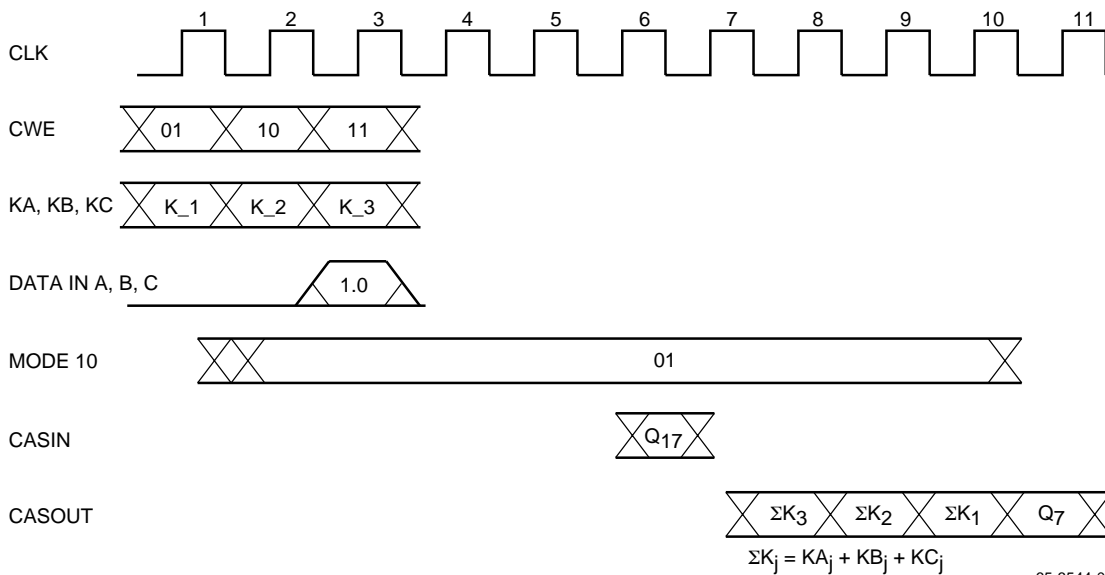 1 2 3 4 5 6 7 8 9 10 11
CLK
CWE 01 10 11
KA, KB, KC K_1 K_2 K_3
DATA IN A, B, C 1.0
MODE 10 01
CASIN Q17
CASOUT ΣK3 ΣK2 ΣK1 Q7
ΣKj = KAj + KBj + KCj